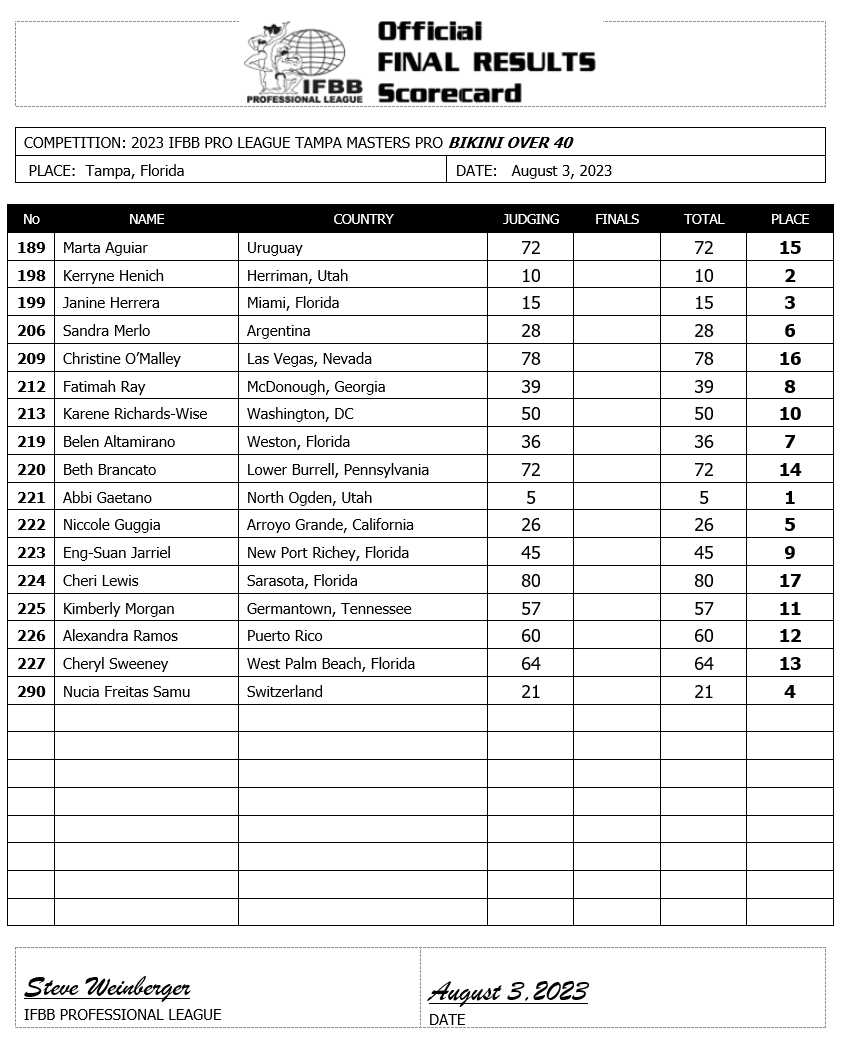 Official
FINAL RESULTS
Scorecard
IFBB
PROFESSIONAL LEAGUE
COMPETITION: 2023 IFBB PRO LEAGUE TAMPA MASTERS PRO BIKINI OVER 40
PLACE: Tampa, Florida DATE: August 3, 2023
No NAME COUNTRY JUDGING FINALS TOTAL PLACE
189 Marta Aguiar Uruguay 72 72 15
198 Kerryne Henich Herriman, Utah 10 10 2
199 Janine Herrera Miami, Florida 15 15 3
206 Sandra Merlo Argentina 28 28 6
209 Christine O’Malley Las Vegas, Nevada 78 78 16
212 Fatimah Ray McDonough, Georgia 39 39 8
213 Karene Richards-Wise Washington, DC 50 50 10
219 Belen Altamirano Weston, Florida 36 36 7
220 Beth Brancato Lower Burrell, Pennsylvania 72 72 14
221 Abbi Gaetano North Ogden, Utah 5 5 1
222 Niccole Guggia Arroyo Grande, California 26 26 5
223 Eng-Suan Jarriel New Port Richey, Florida 45 45 9
224 Cheri Lewis Sarasota, Florida 80 80 17
225 Kimberly Morgan Germantown, Tennessee 57 57 11
226 Alexandra Ramos Puerto Rico 60 60 12
227 Cheryl Sweeney West Palm Beach, Florida 64 64 13
290 Nucia Freitas Samu Switzerland 21 21 4
Steve Weinberger August 3, 2023
IFBB PROFESSIONAL LEAGUE DATE